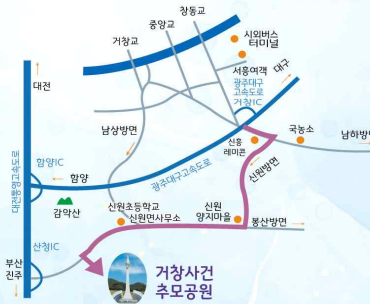 창동교
중앙교
거창교
시외버스
터미널
서흥여객
대구
광주대구
고속도로
거창IC
대전
남상방면
신흥
레미콘
국농소
남하방면
함양IC
함양
광주대구고속도로
신원방면
대전통영고속도로
감악산
신원초등학교
신원면사무소
신원
양지마을
봉산방면
산청IC
부산
진주
거창사건
추모공원